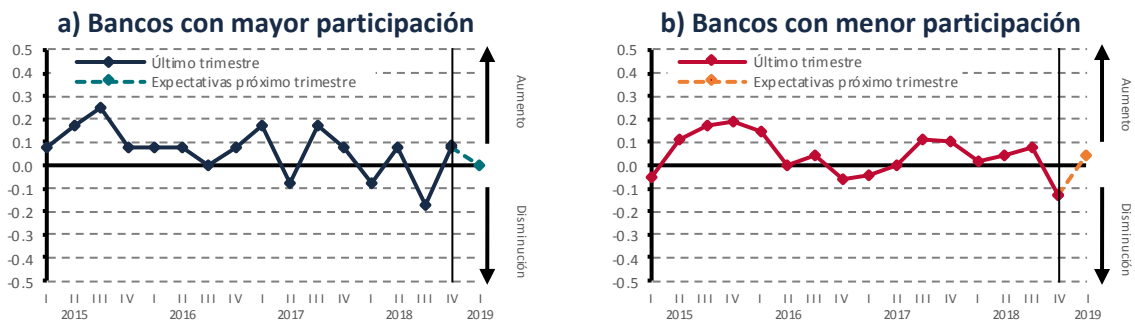 a) Bancos con mayor participación
0.5
0.4
0.3
0.2
0.1
0.0
-0.1
-0.2
-0.3
-0.4
-0.5
Último trimestre
Expectativas próximo trimestre
Aumento
Disminución
I II III IV I II III IV I II III IV I II III IV I
2015 2016 2017 2018 2019
b) Bancos con menor participación
0.5
0.4
0.3
0.2
0.1
0.0
-0.1
-0.2
-0.3
-0.4
-0.5
Último trimestre
Expectativas próximo trimestre
Aumento
Disminución
I II III IV I II III IV I II III IV I II III IV I
2015 2016 2017 2018 2019